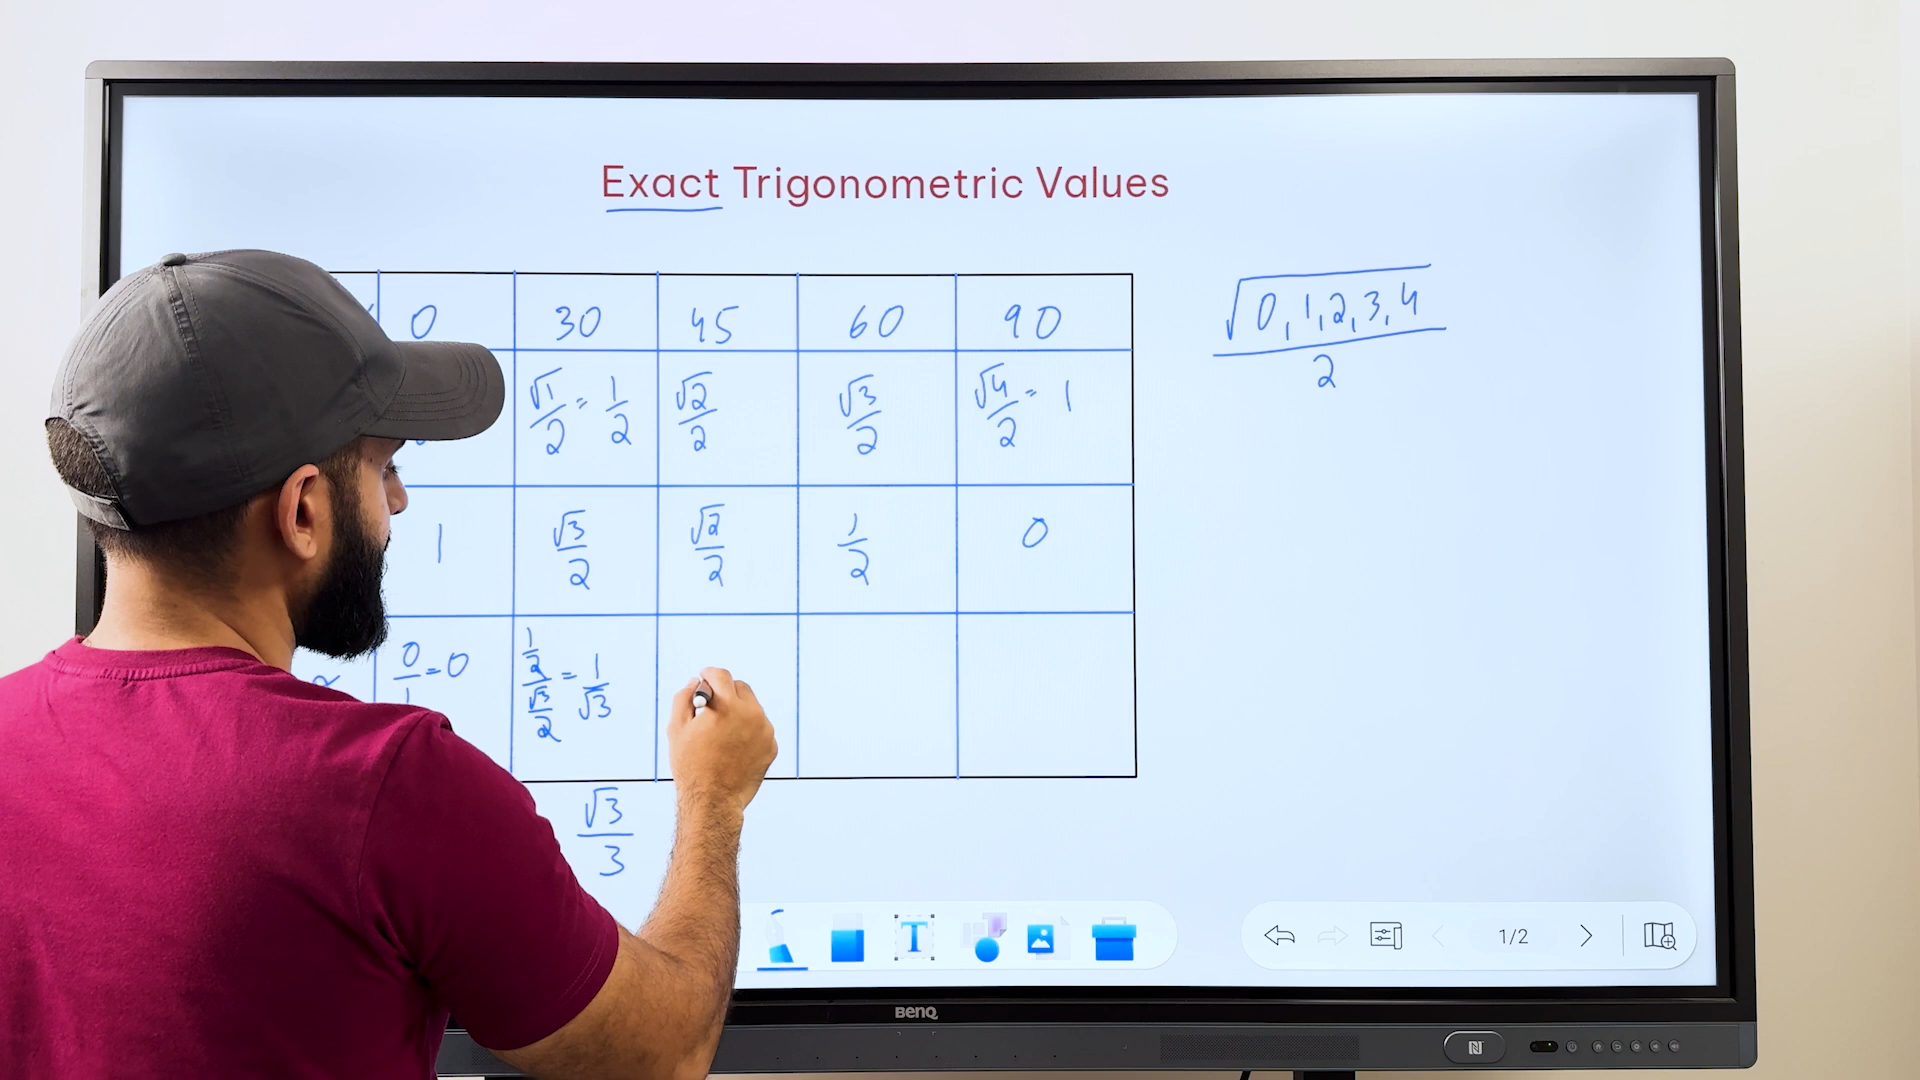 Exact Trigonometric Values
0 30 45 60 90
√0,1,2,3,4 / 2
√1/2 = 1/2 √2/2 √3/2 √4/2 = 1
1 √3/2 √2/2 1/2 0
0/1 = 0 1/2 / √3/2 = 1/√3
√3/3
T
1/2
BenQ
N